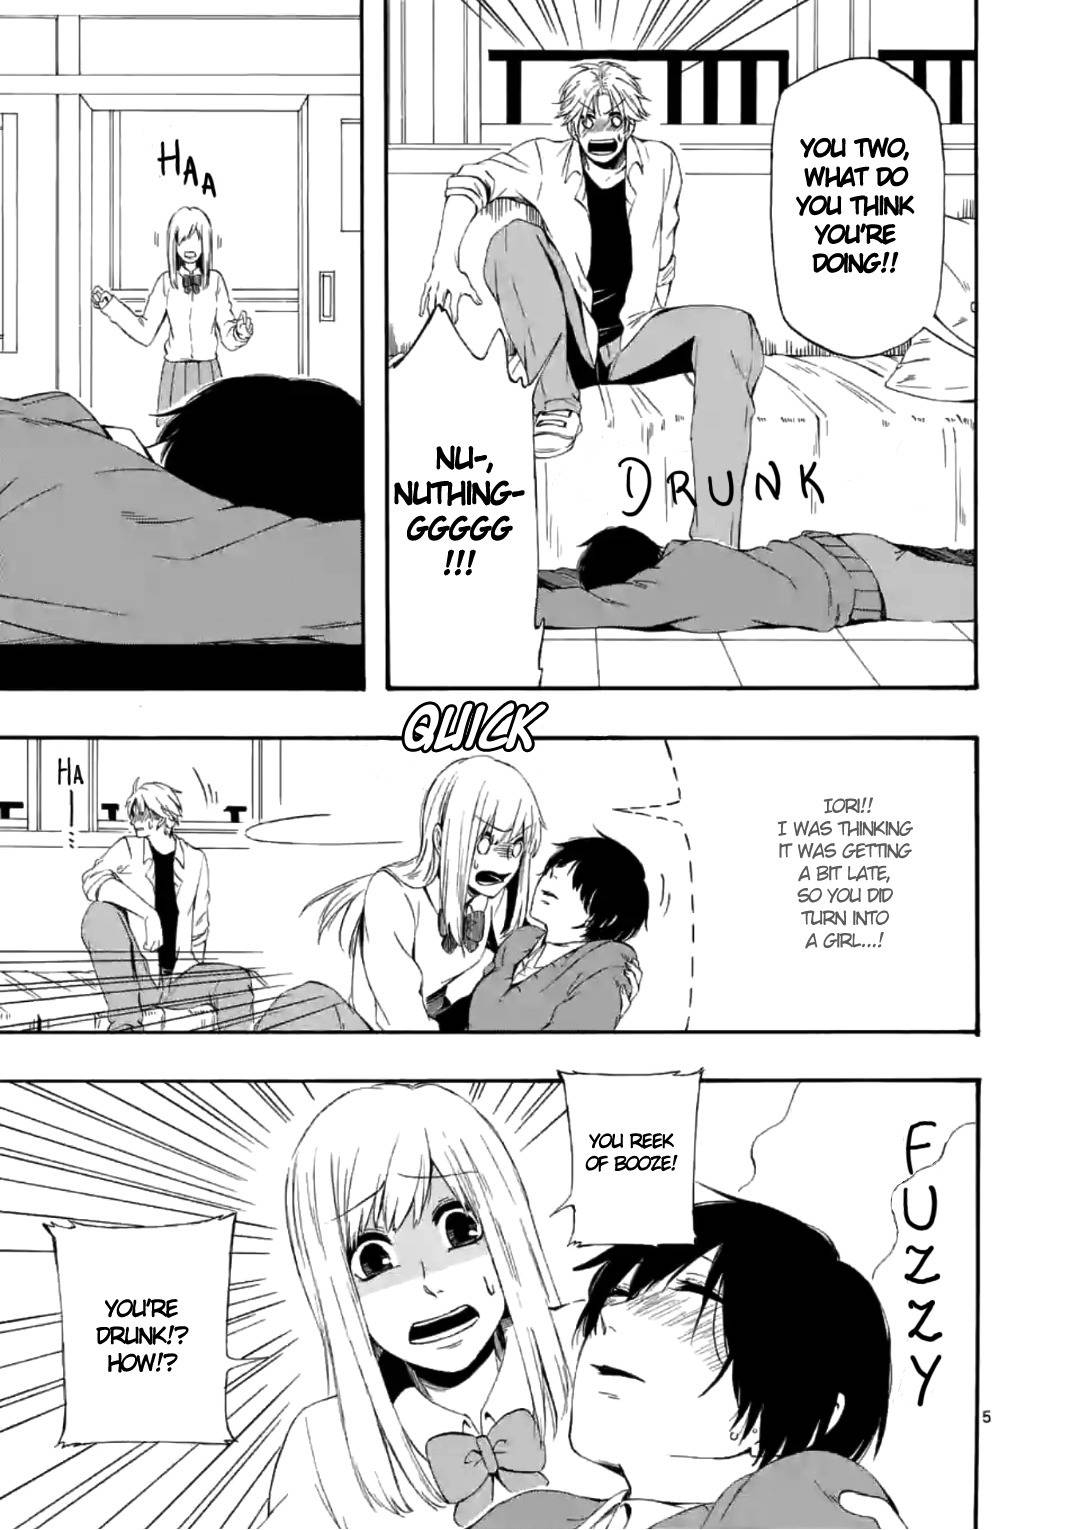 YOU TWO,
WHAT DO
YOU THINK
YOU'RE
DOING!!
NU-,
NUTHING-
GGGGG
!!!
DRUNK
HAA
QUICK
IORI!!
I WAS THINKING
IT WAS GETTING
A BIT LATE,
SO YOU DID
TURN INTO
A GIRL...!
HA
YOU REEK
OF BOOZE!
FUZZY
YOU'RE
DRUNK!?
HOW!?
5